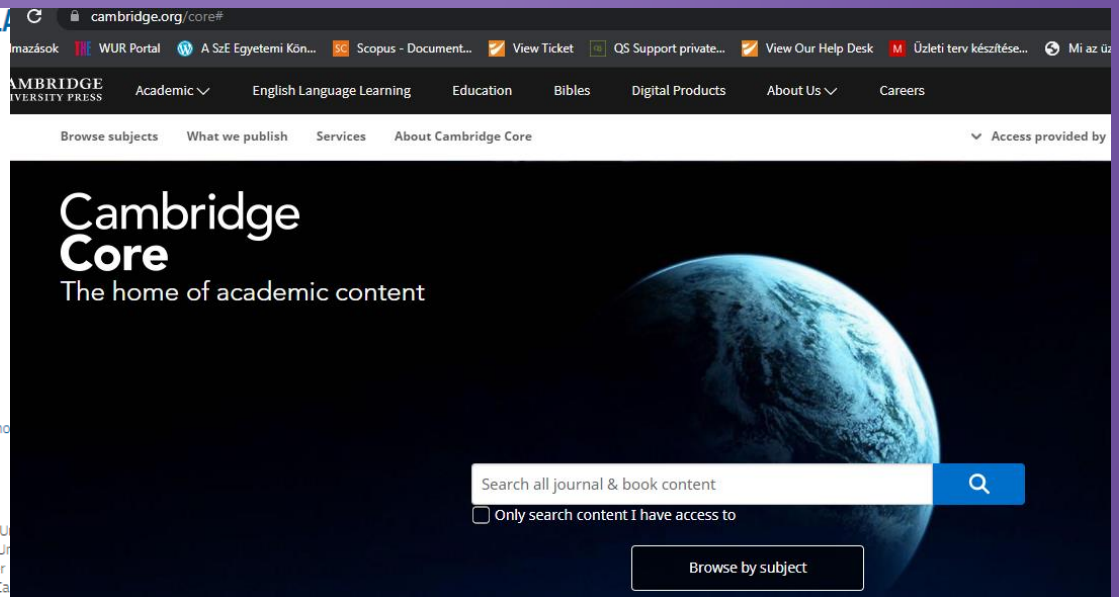 cambridge.org/core#
lmazások WUR Portal A SzE Egyetemi Kön... SC Scopus - Document... View Ticket QS Support private... View Our Help Desk M Üzleti terv készítése... Mi az üz
AMBRIDGE
IVERSITY PRESS
Academic English Language Learning Education Bibles Digital Products About Us Careers
Browse subjects What we publish Services About Cambridge Core Access provided by
Cambridge
Core
The home of academic content
Search all journal & book content
Only search content I have access to
Browse by subject